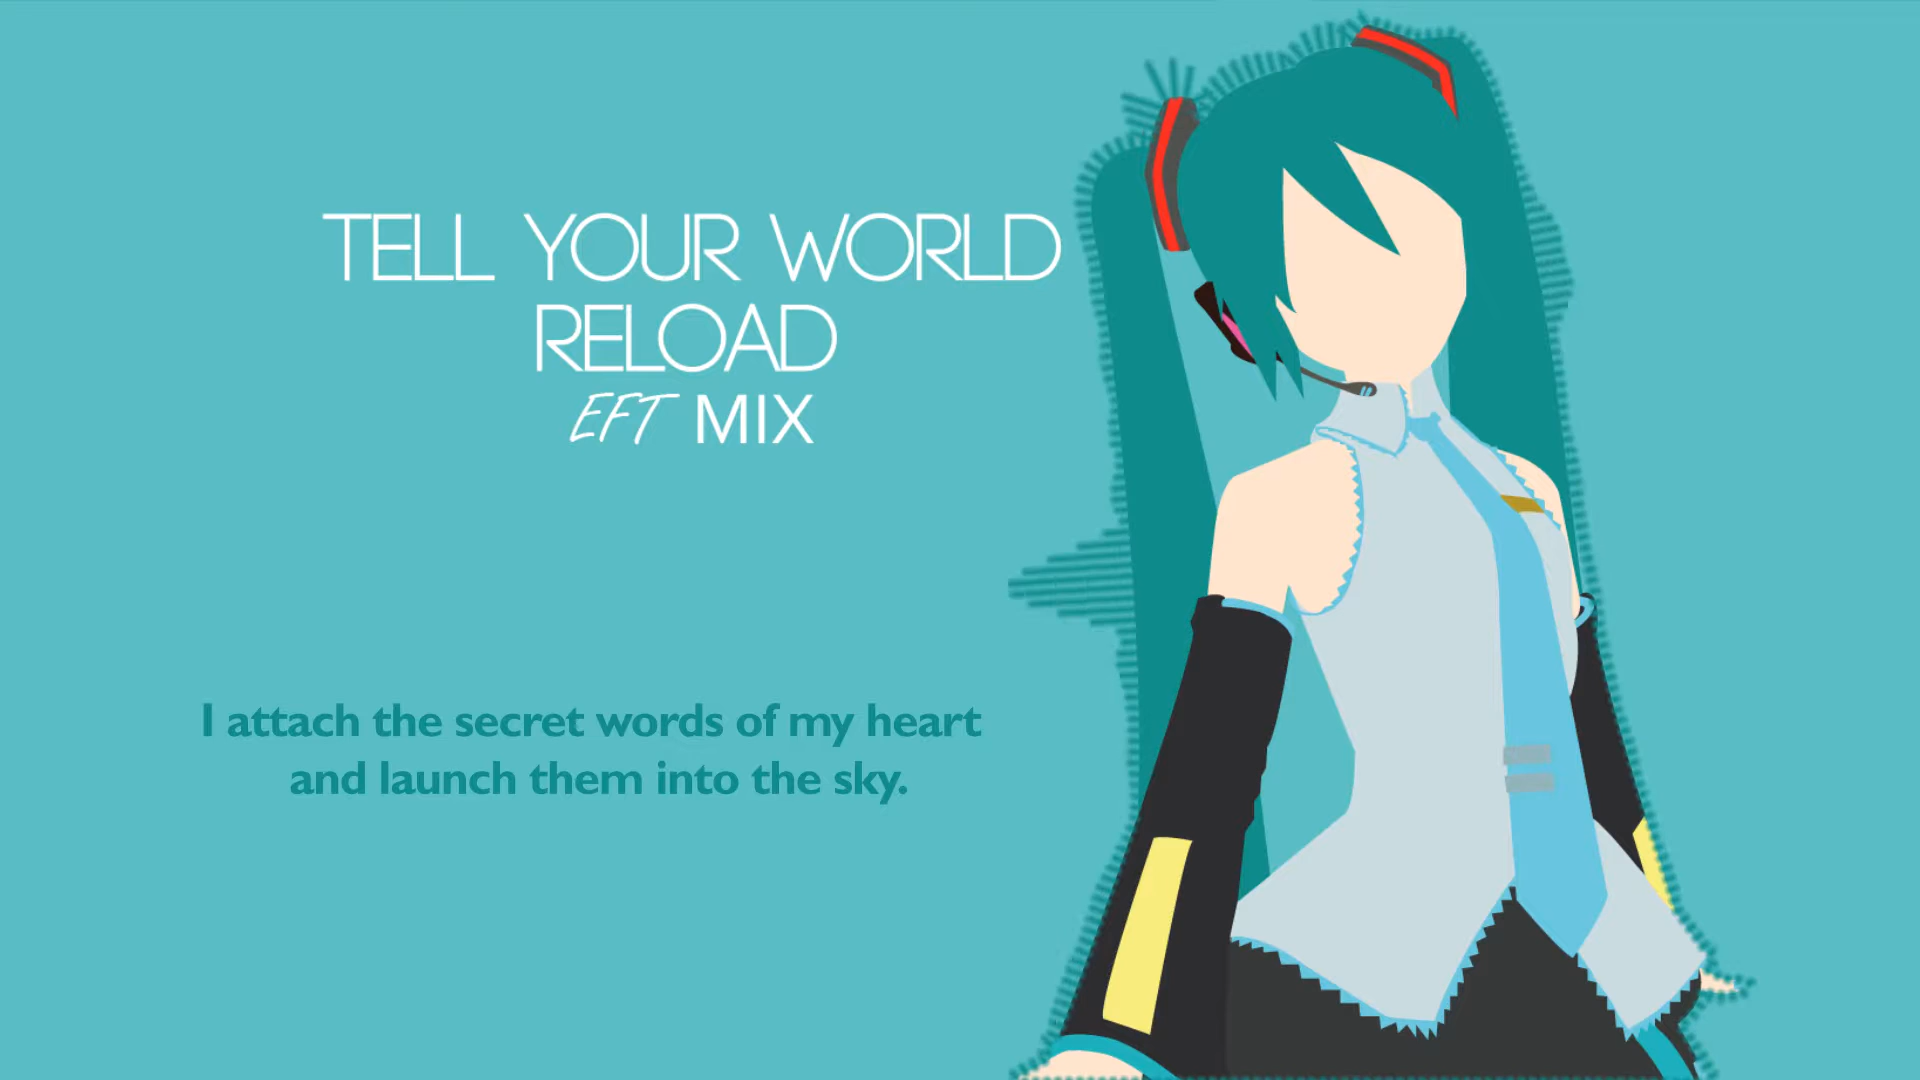 TELL YOUR WORLD
RELOAD
EFT MIX
I attach the secret words of my heart
and launch them into the sky.